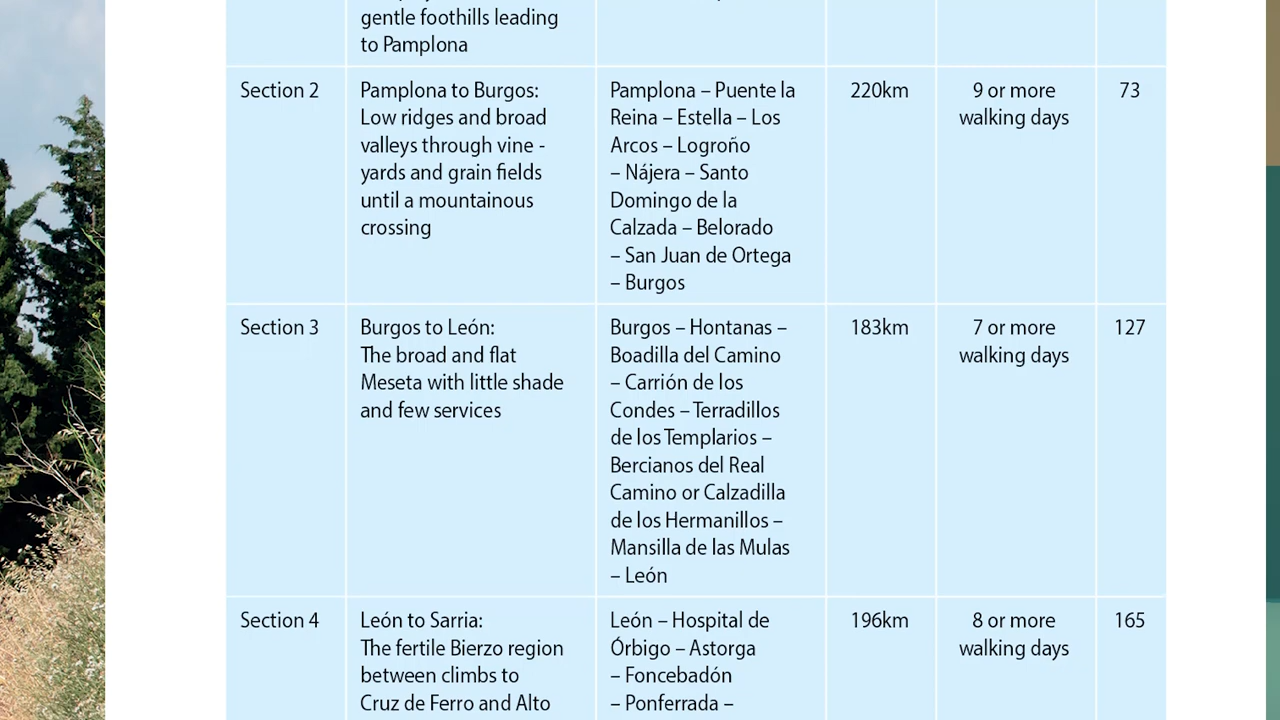 gentle foothills leading
to Pamplona
Section 2
Pamplona to Burgos:
Low ridges and broad
valleys through vine -
yards and grain fields
until a mountainous
crossing
Pamplona – Puente la
Reina – Estella – Los
Arcos – Logroño
– Nájera – Santo
Domingo de la
Calzada – Belorado
– San Juan de Ortega
– Burgos
220km
9 or more
walking days
73
Section 3
Burgos to León:
The broad and flat
Meseta with little shade
and few services
Burgos – Hontanas –
Boadilla del Camino
– Carrión de los
Condes – Terradillos
de los Templarios –
Bercianos del Real
Camino or Calzadilla
de los Hermanillos –
Mansilla de las Mulas
– León
183km
7 or more
walking days
127
Section 4
León to Sarria:
The fertile Bierzo region
between climbs to
Cruz de Ferro and Alto
León – Hospital de
Órbigo – Astorga
– Foncebadón
– Ponferrada –
196km
8 or more
walking days
165